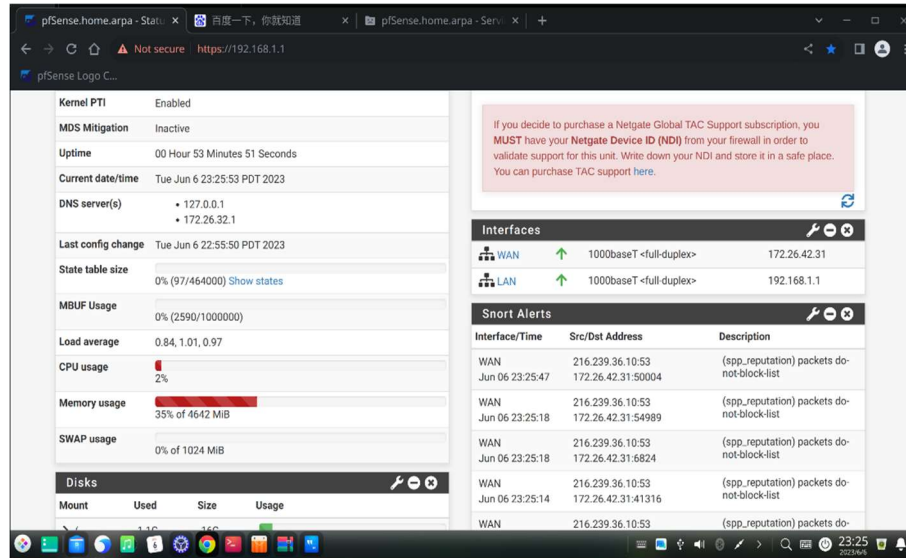 pfSense.home.arpa - Statu
百度一下，你就知道
pfSense.home.arpa - Servi
Not secure
https://192.168.1.1
pfSense Logo C...
Kernel PTI Enabled
MDS Mitigation Inactive
Uptime 00 Hour 53 Minutes 51 Seconds
Current date/time Tue Jun 6 23:25:53 PDT 2023
DNS server(s)
• 127.0.0.1
• 172.26.32.1
Last config change Tue Jun 6 22:55:50 PDT 2023
State table size
0% (97/464000) Show states
MBUF Usage
0% (2590/1000000)
Load average 0.84, 1.01, 0.97
CPU usage
2%
Memory usage
35% of 4642 MiB
SWAP usage
0% of 1024 MiB
Disks
Mount Used Size Usage
If you decide to purchase a Netgate Global TAC Support subscription, you
MUST have your Netgate Device ID (NDI) from your firewall in order to
validate support for this unit. Write down your NDI and store it in a safe place.
You can purchase TAC support here.
Interfaces
WAN 1000baseT <full-duplex> 172.26.42.31
LAN 1000baseT <full-duplex> 192.168.1.1
Snort Alerts
Interface/Time Src/Dst Address Description
WAN 216.239.36.10:53 (spp_reputation) packets do-
Jun 06 23:25:47 172.26.42.31:50004 not-block-list
WAN 216.239.36.10:53 (spp_reputation) packets do-
Jun 06 23:25:18 172.26.42.31:54989 not-block-list
WAN 216.239.36.10:53 (spp_reputation) packets do-
Jun 06 23:25:18 172.26.42.31:6824 not-block-list
WAN 216.239.36.10:53 (spp_reputation) packets do-
Jun 06 23:25:14 172.26.42.31:41316 not-block-list
WAN 216.239.36.10:53 (spp_reputation) packets do-
23:25
2023/6/6